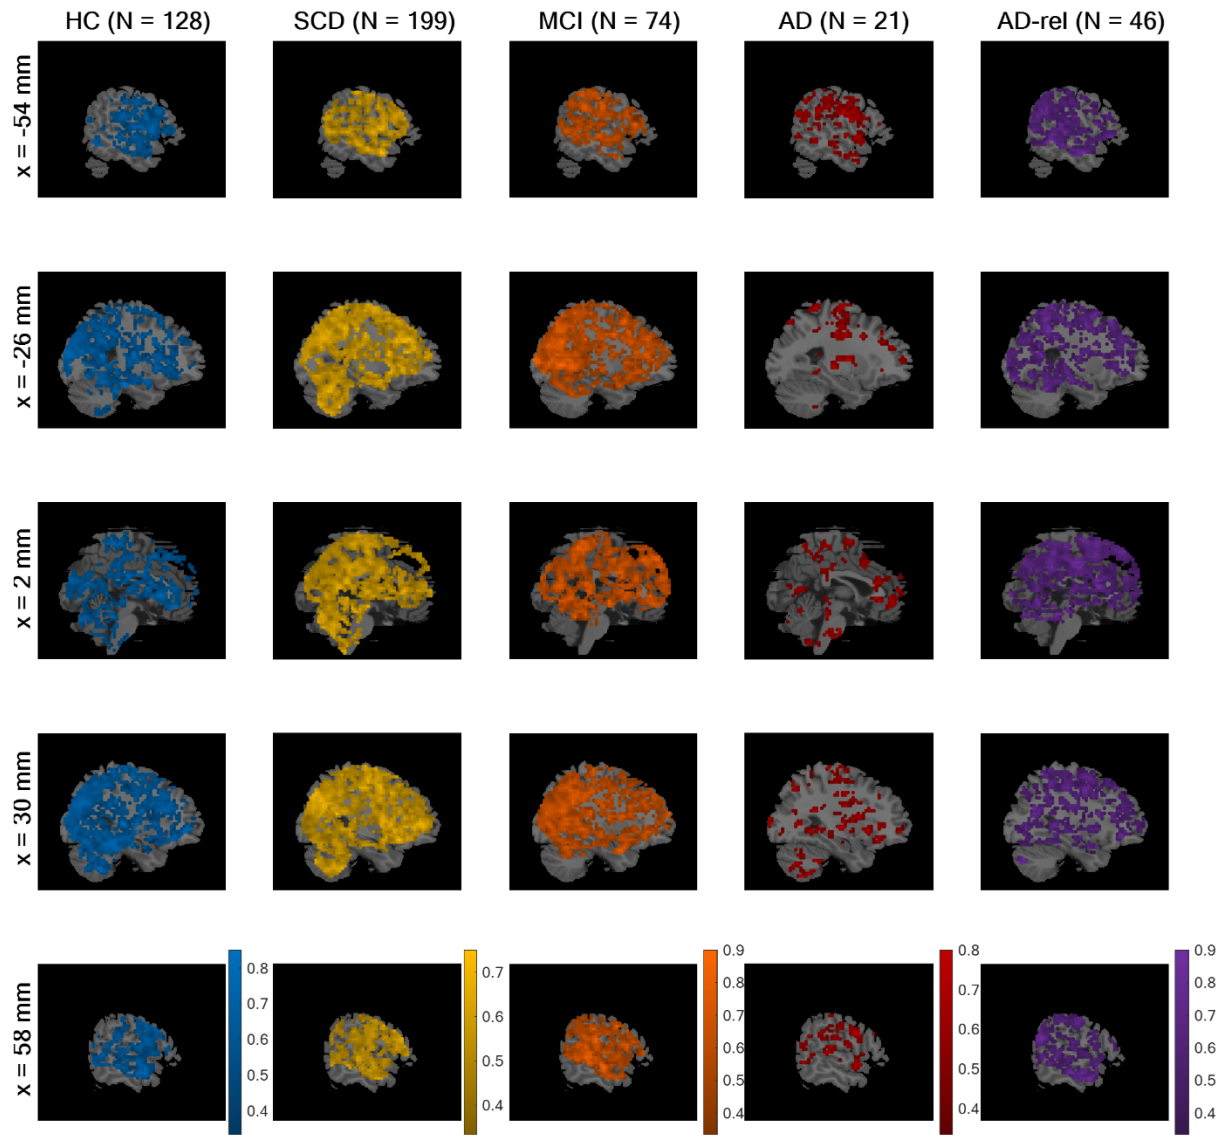 HC (N = 128) SCD (N = 199) MCI (N = 74) AD (N = 21) AD-rel (N = 46)
x = -54 mm
x = -26 mm
x = 2 mm
x = 30 mm
x = 58 mm
0.8 0.7 0.6 0.5 0.4
0.7 0.6 0.5 0.4
0.9 0.8 0.7 0.6 0.5 0.4
0.8 0.7 0.6 0.5 0.4
0.9 0.8 0.7 0.6 0.5 0.4